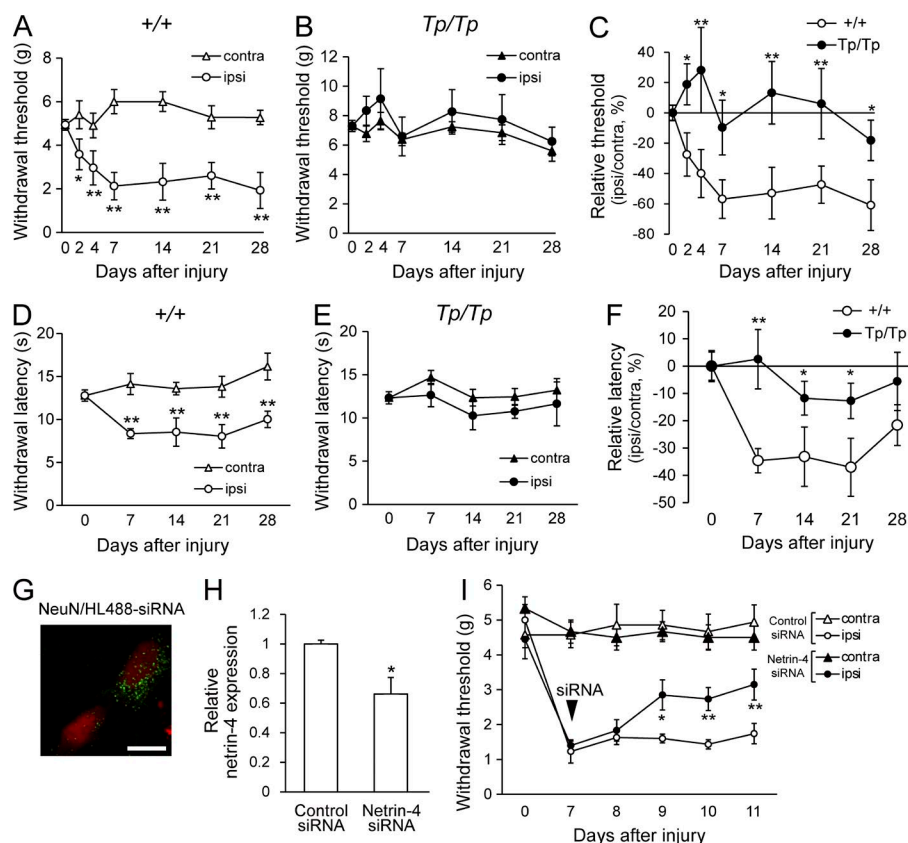 A
+/+
Withdrawal threshold (g)
contra
ipsi
10
8
6
4
2
0
*
**
**
**
**
**
0 2 4 7 14 21 28
Days after injury
B
Tp/Tp
Withdrawal threshold (g)
contra
ipsi
12
10
8
6
4
2
0
0 2 4 7 14 21 28
Days after injury
C
+/+
Tp/Tp
Relative threshold
(ipsi/contra, %)
40
20
0
-20
-40
-60
-80
*
**
*
**
**
*
0 2 4 7 14 21 28
Days after injury
D
+/+
Withdrawal latency (s)
20
15
10
5
0
**
**
**
**
contra
ipsi
0 7 14 21 28
Days after injury
E
Tp/Tp
Withdrawal latency (s)
20
15
10
5
0
contra
ipsi
0 7 14 21 28
Days after injury
F
+/+
Tp/Tp
Relative latency
(ipsi/contra, %)
20
10
0
-10
-20
-30
-40
-50
**
*
*
0 7 14 21 28
Days after injury
G
NeuN/HL488-siRNA
H
Relative
netrin-4 expression
1.2
1
0.8
0.6
0.4
0.2
0
*
Control
siRNA
Netrin-4
siRNA
I
Withdrawal threshold (g)
6
5
4
3
2
1
0
siRNA
*
**
**
Control
siRNA
contra
ipsi
Netrin-4
siRNA
contra
ipsi
0 7 8 9 10 11
Days after injury